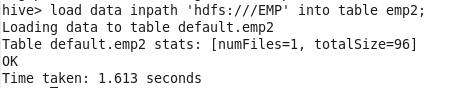 hive> load data inpath 'hdfs:///EMP' into table emp2;
Loading data to table default.emp2
Table default.emp2 stats: [numFiles=1, totalSize=96]
OK
Time taken: 1.613 seconds